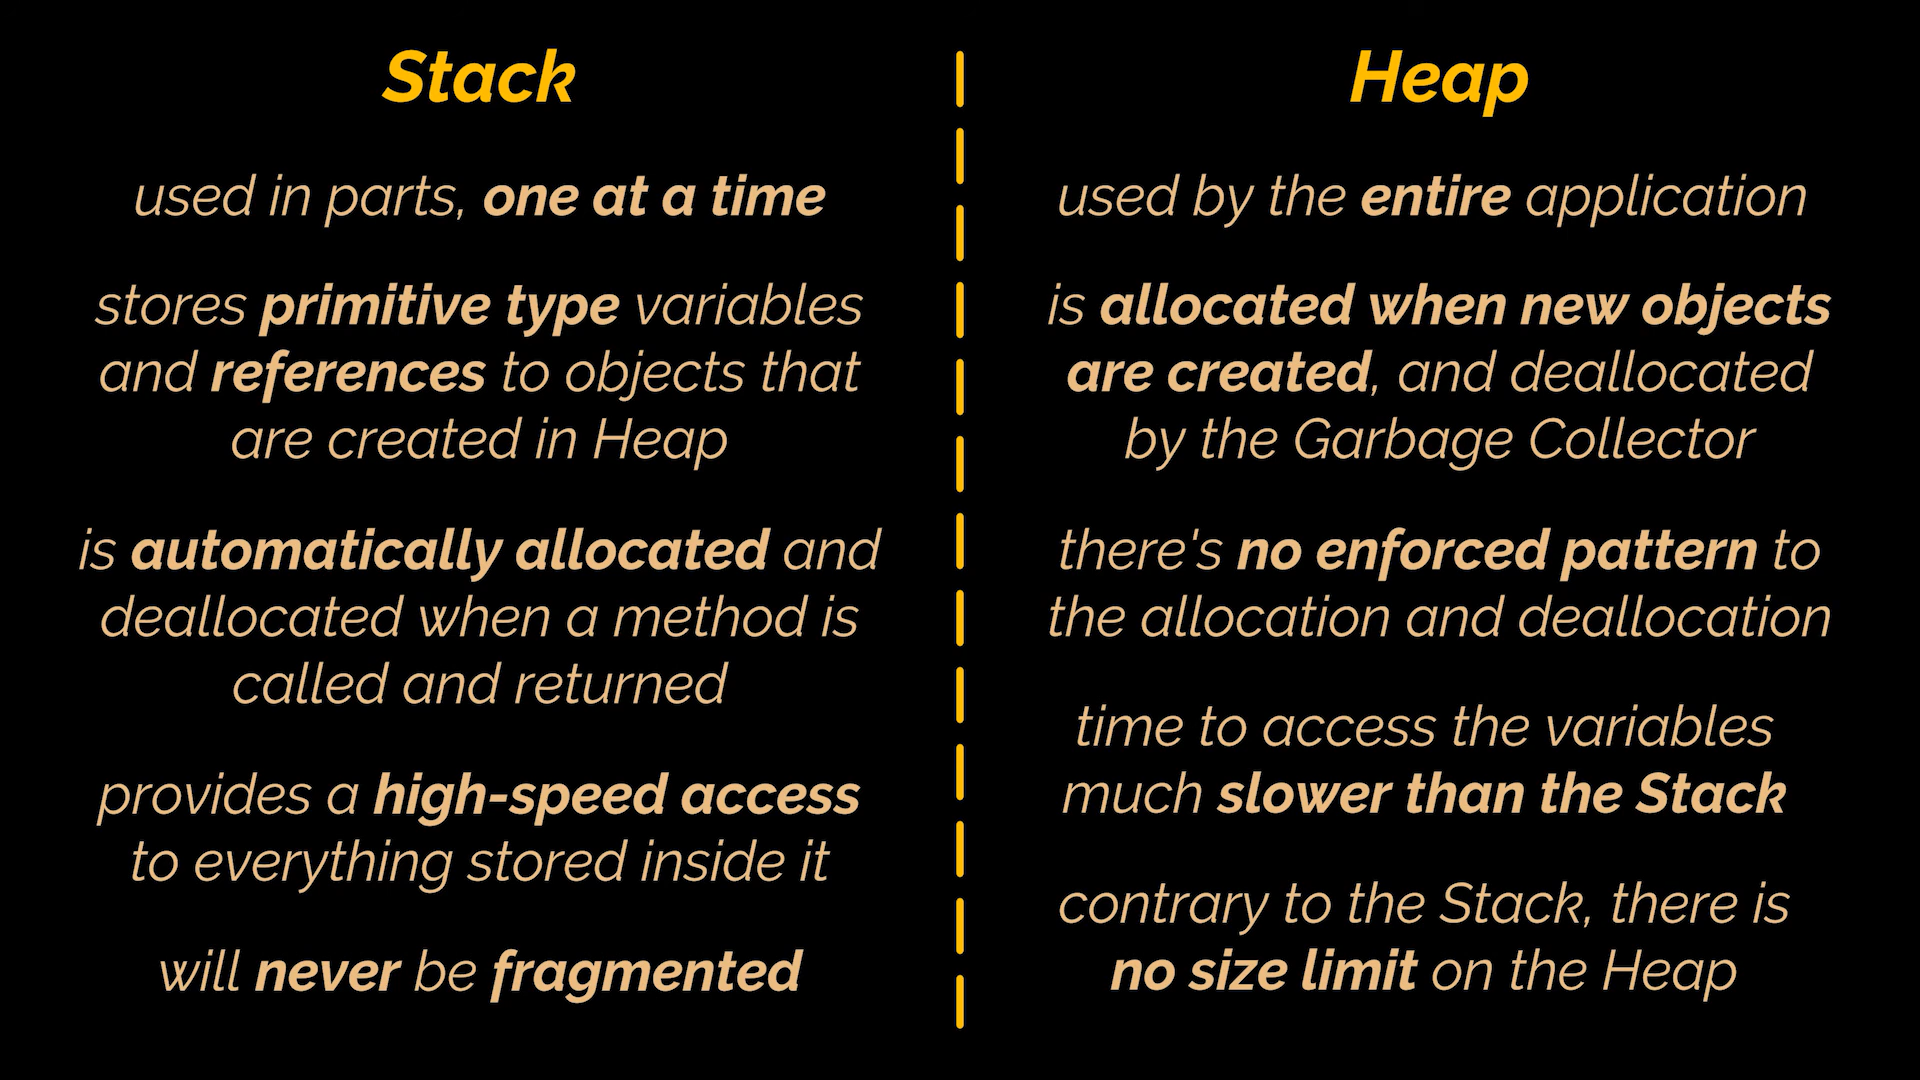 Stack
used in parts, one at a time
stores primitive type variables
and references to objects that
are created in Heap
is automatically allocated and
deallocated when a method is
called and returned
provides a high-speed access
to everything stored inside it
will never be fragmented
Heap
used by the entire application
is allocated when new objects
are created, and deallocated
by the Garbage Collector
there's no enforced pattern to
the allocation and deallocation
time to access the variables
much slower than the Stack
contrary to the Stack, there is
no size limit on the Heap